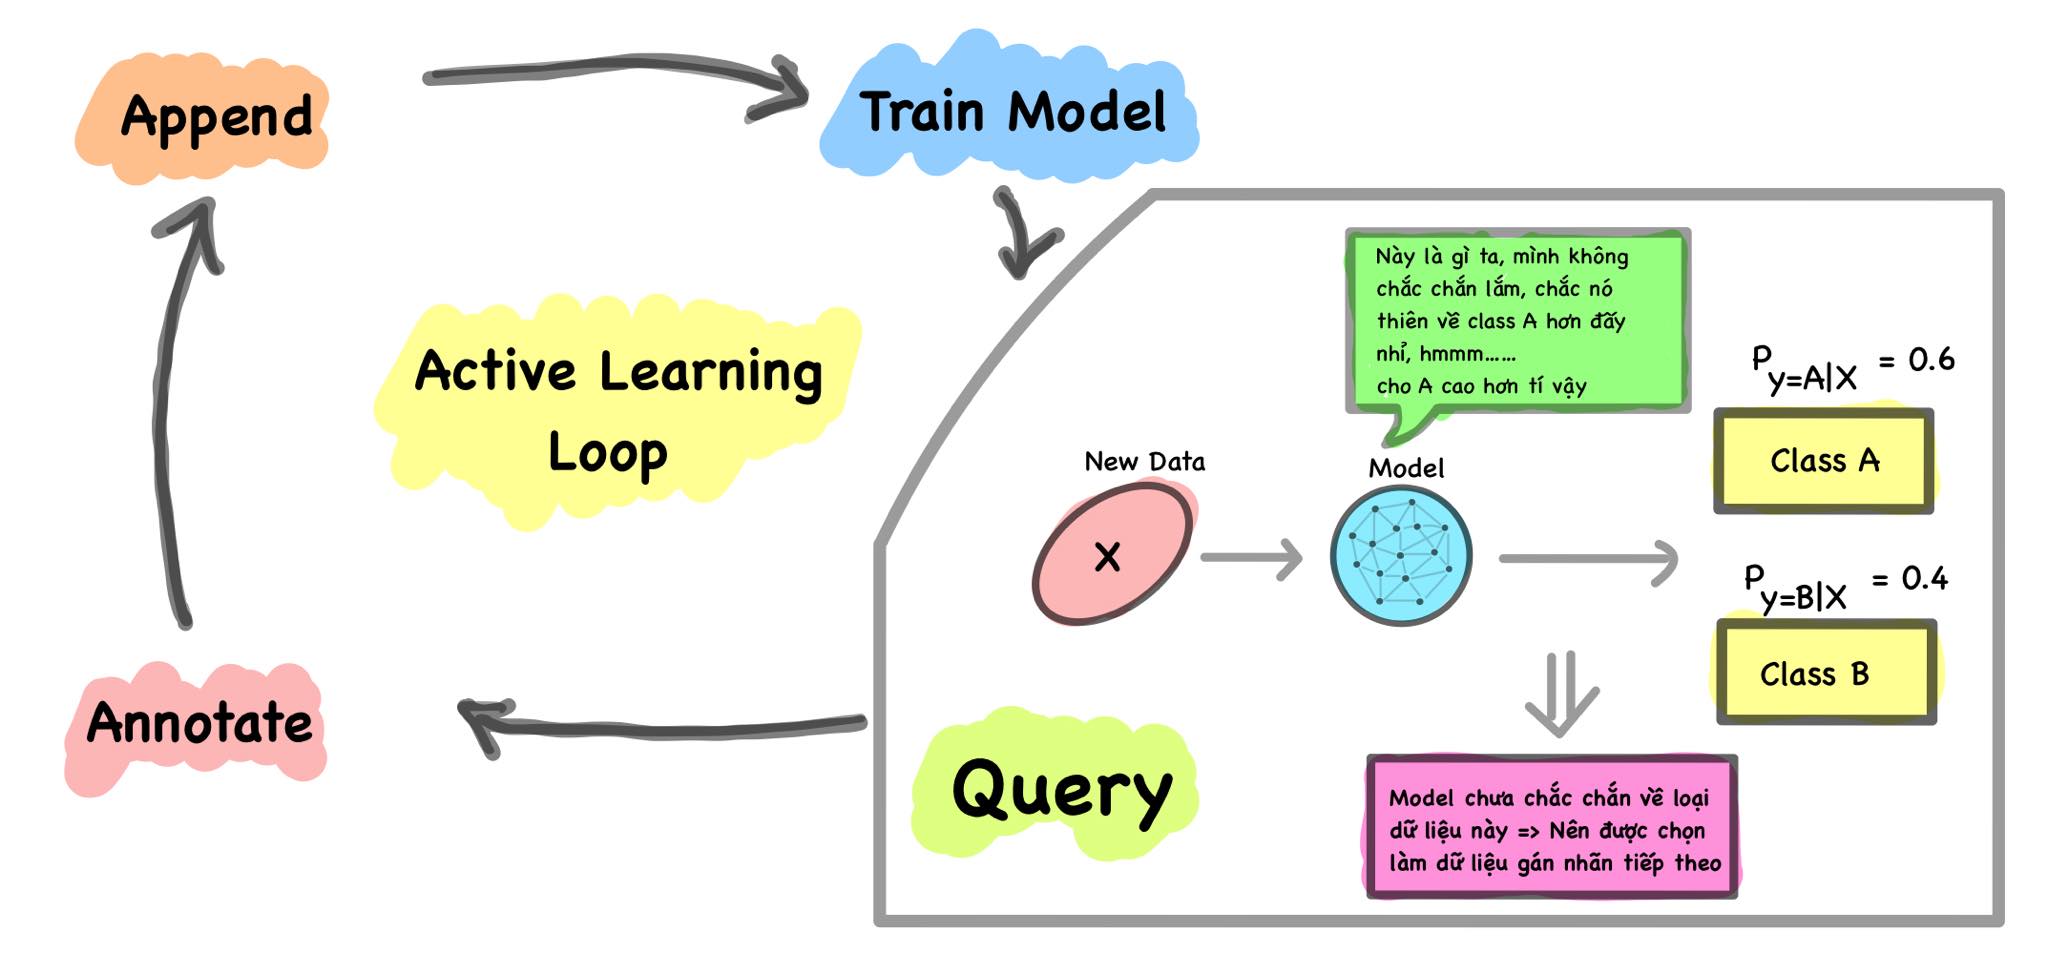 Append
Train Model
Active Learning
Loop
Annotate
Query
Này là gì ta, mình không
chắc chắn lắm, chắc nó
thiên về class A hơn đấy
nhỉ, hmmm......
cho A cao hơn tí vậy
New Data
X
Model
P y=A|X = 0.6
Class A
P y=B|X = 0.4
Class B
Model chưa chắc chắn về loại
dữ liệu này => Nên được chọn
làm dữ liệu gán nhãn tiếp theo